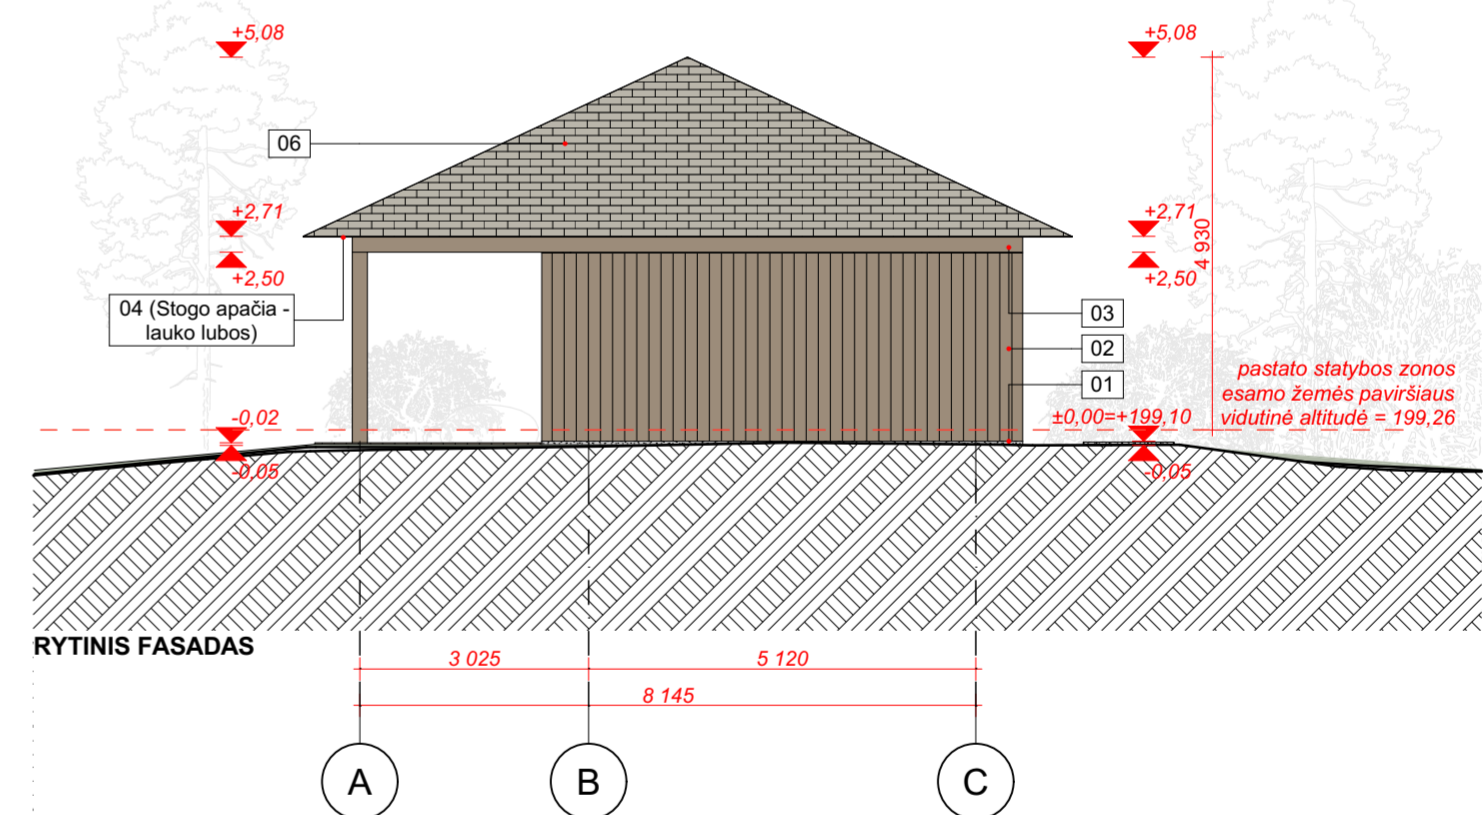 +5,08
+5,08
06
+2,71
+2,71
4 930
+2,50
+2,50
04 (Stogo apačia -
lauko lubos)
03
02
01
pastato statybos zonos
esamo žemės paviršiaus
vidutinė altitudė = 199,26
-0,02
±0,00=+199,10
-0,05
-0,05
RYTINIS FASADAS
3 025
5 120
8 145
A
B
C